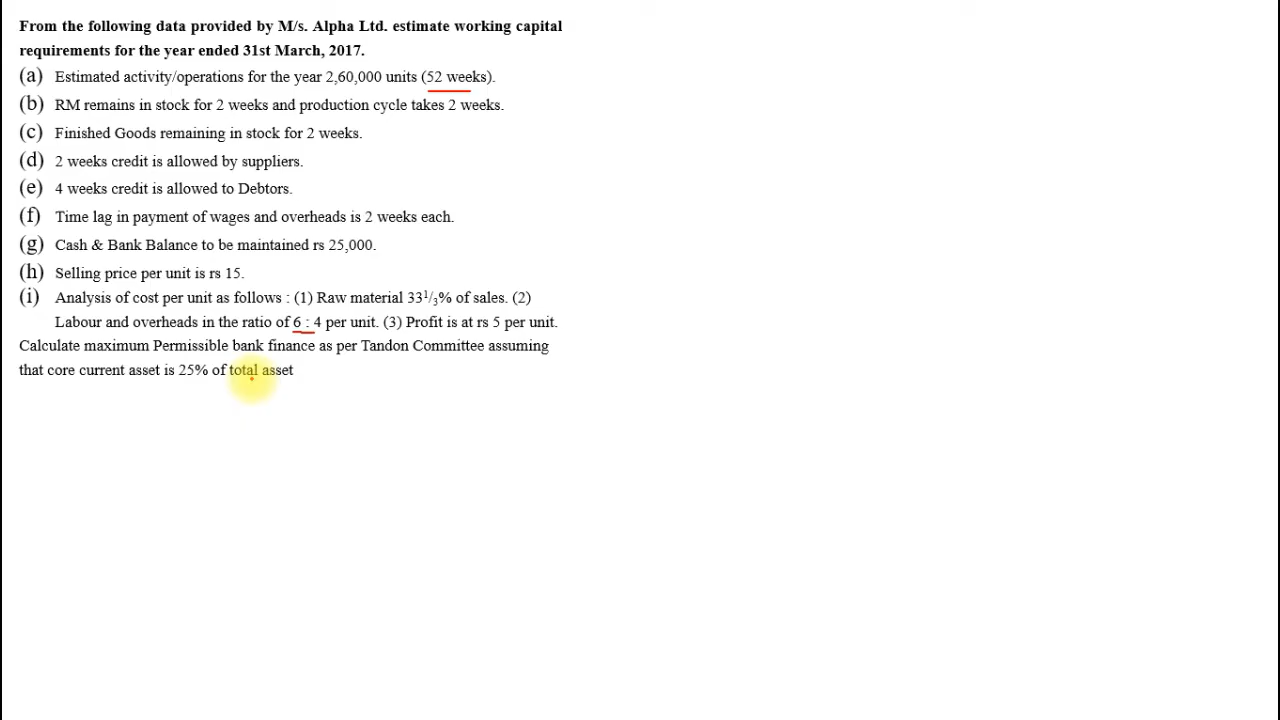 From the following data provided by M/s. Alpha Ltd. estimate working capital
requirements for the year ended 31st March, 2017.
(a) Estimated activity/operations for the year 2,60,000 units (52 weeks).
(b) RM remains in stock for 2 weeks and production cycle takes 2 weeks.
(c) Finished Goods remaining in stock for 2 weeks.
(d) 2 weeks credit is allowed by suppliers.
(e) 4 weeks credit is allowed to Debtors.
(f) Time lag in payment of wages and overheads is 2 weeks each.
(g) Cash & Bank Balance to be maintained rs 25,000.
(h) Selling price per unit is rs 15.
(i) Analysis of cost per unit as follows : (1) Raw material 33¹/₃% of sales. (2)
Labour and overheads in the ratio of 6 : 4 per unit. (3) Profit is at rs 5 per unit.
Calculate maximum Permissible bank finance as per Tandon Committee assuming
that core current asset is 25% of total asset